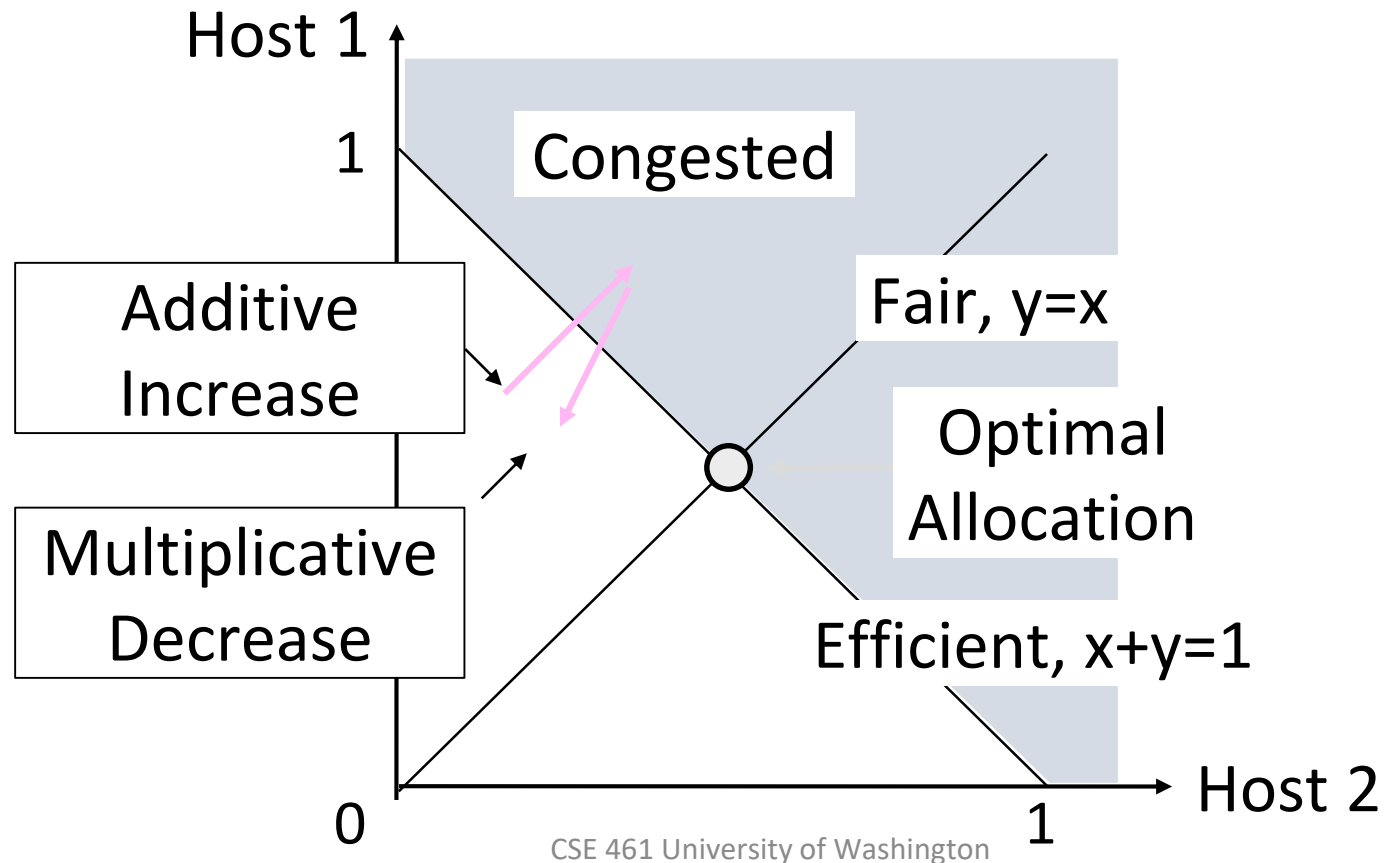 Host 1
1
Congested
Additive
Increase
Fair, y=x
Optimal
Allocation
Multiplicative
Decrease
Efficient, x+y=1
Host 2
0
1
CSE 461 University of Washington